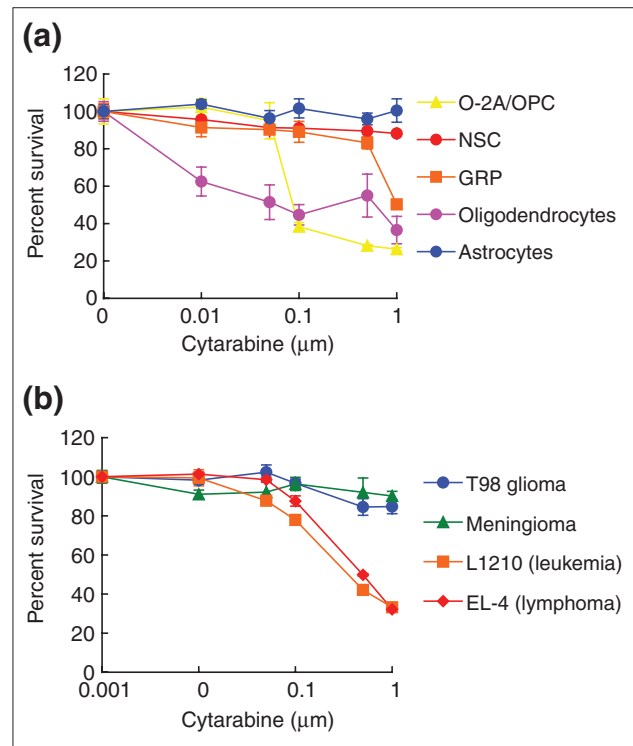 (a)
120
100
80
60
40
20
0
Percent survival
0
0.01
0.1
1
Cytarabine (μm)
O-2A/OPC
NSC
GRP
Oligodendrocytes
Astrocytes
(b)
120
100
80
60
40
20
0
Percent survival
0.001
0
0.1
1
Cytarabine (μm)
T98 glioma
Meningioma
L1210 (leukemia)
EL-4 (lymphoma)